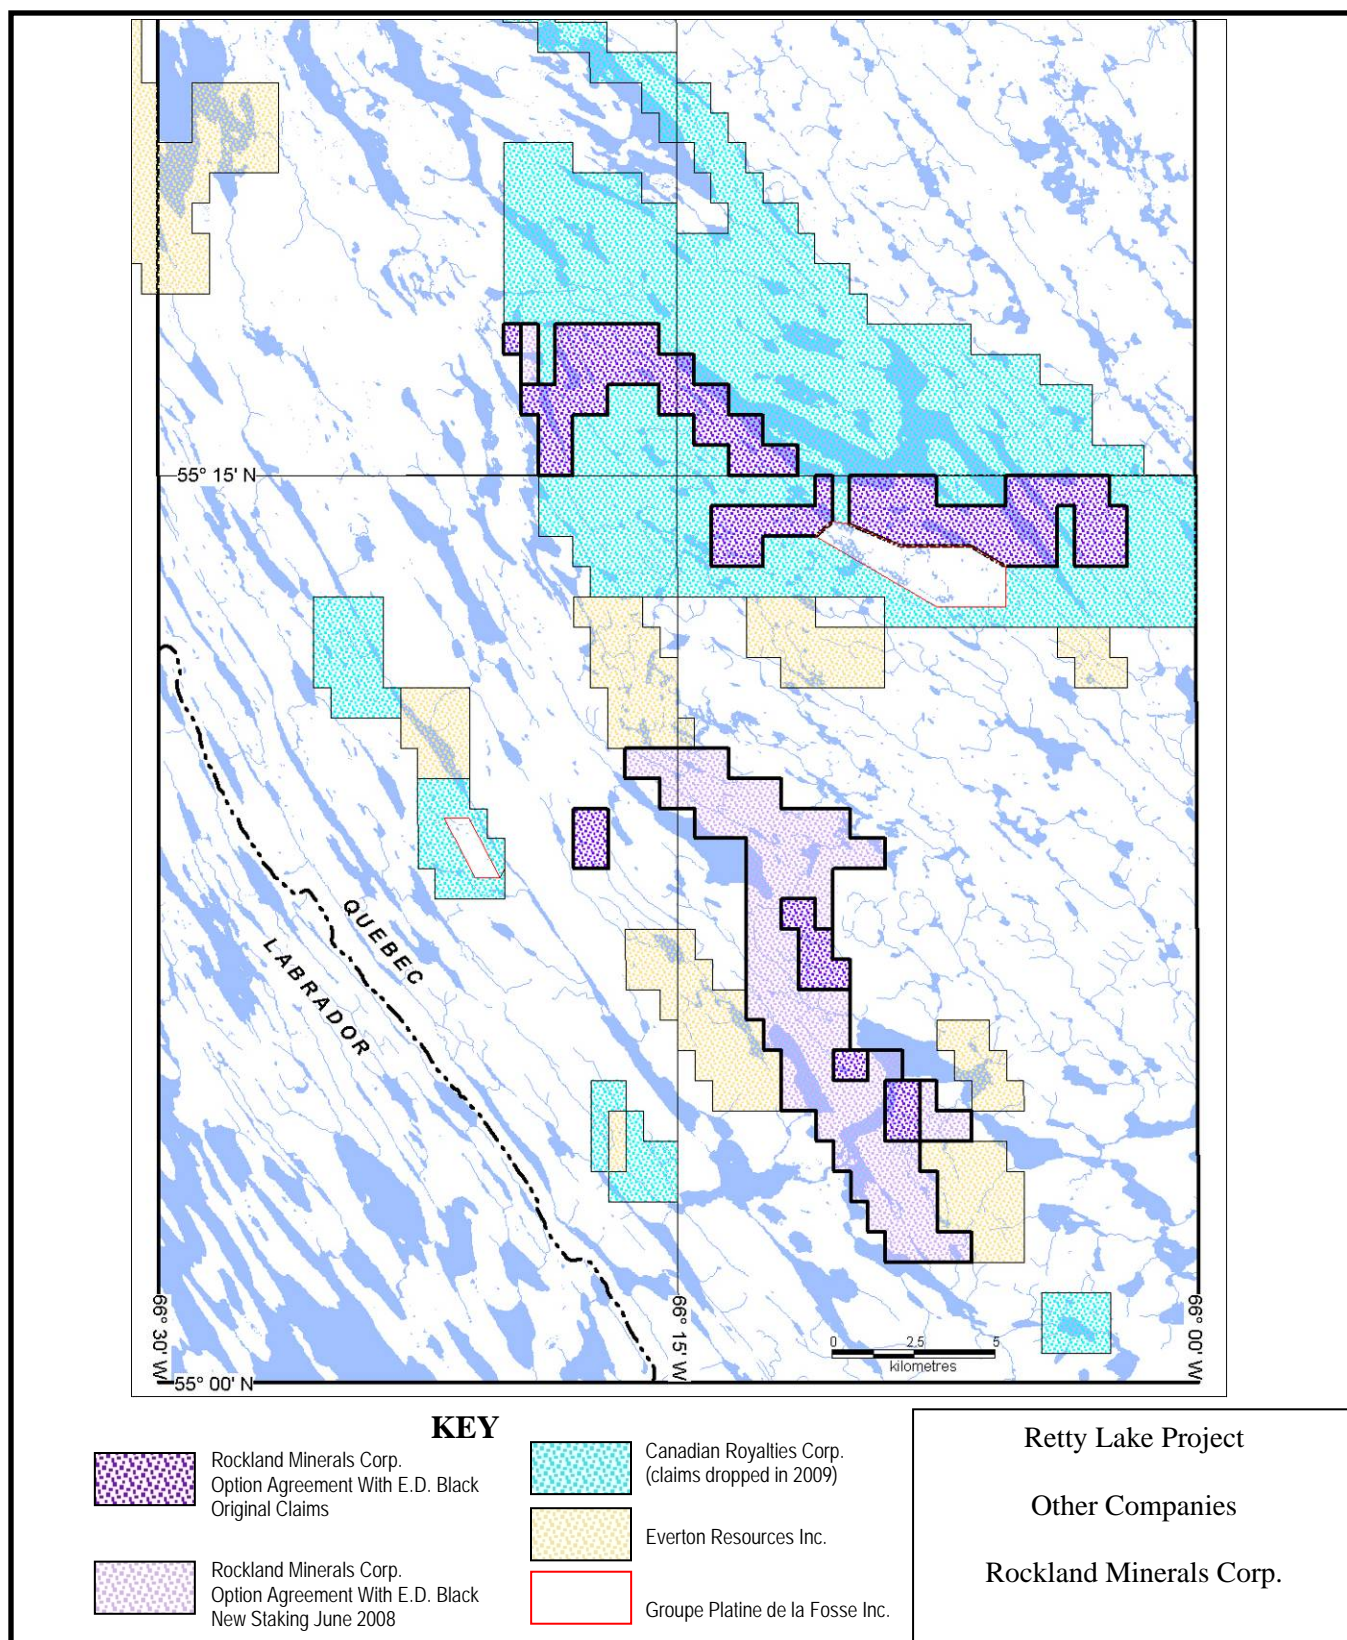 55° 15' N
QUEBEC
LABRADOR
66° 30' W
66° 15' W
66° 00' W
0 2.5 5
kilometres
55° 00' N
KEY
Rockland Minerals Corp.
Option Agreement With E.D. Black
Original Claims
Rockland Minerals Corp.
Option Agreement With E.D. Black
New Staking June 2008
Canadian Royalties Corp.
(claims dropped in 2009)
Everton Resources Inc.
Groupe Platine de la Fosse Inc.
Retty Lake Project
Other Companies
Rockland Minerals Corp.